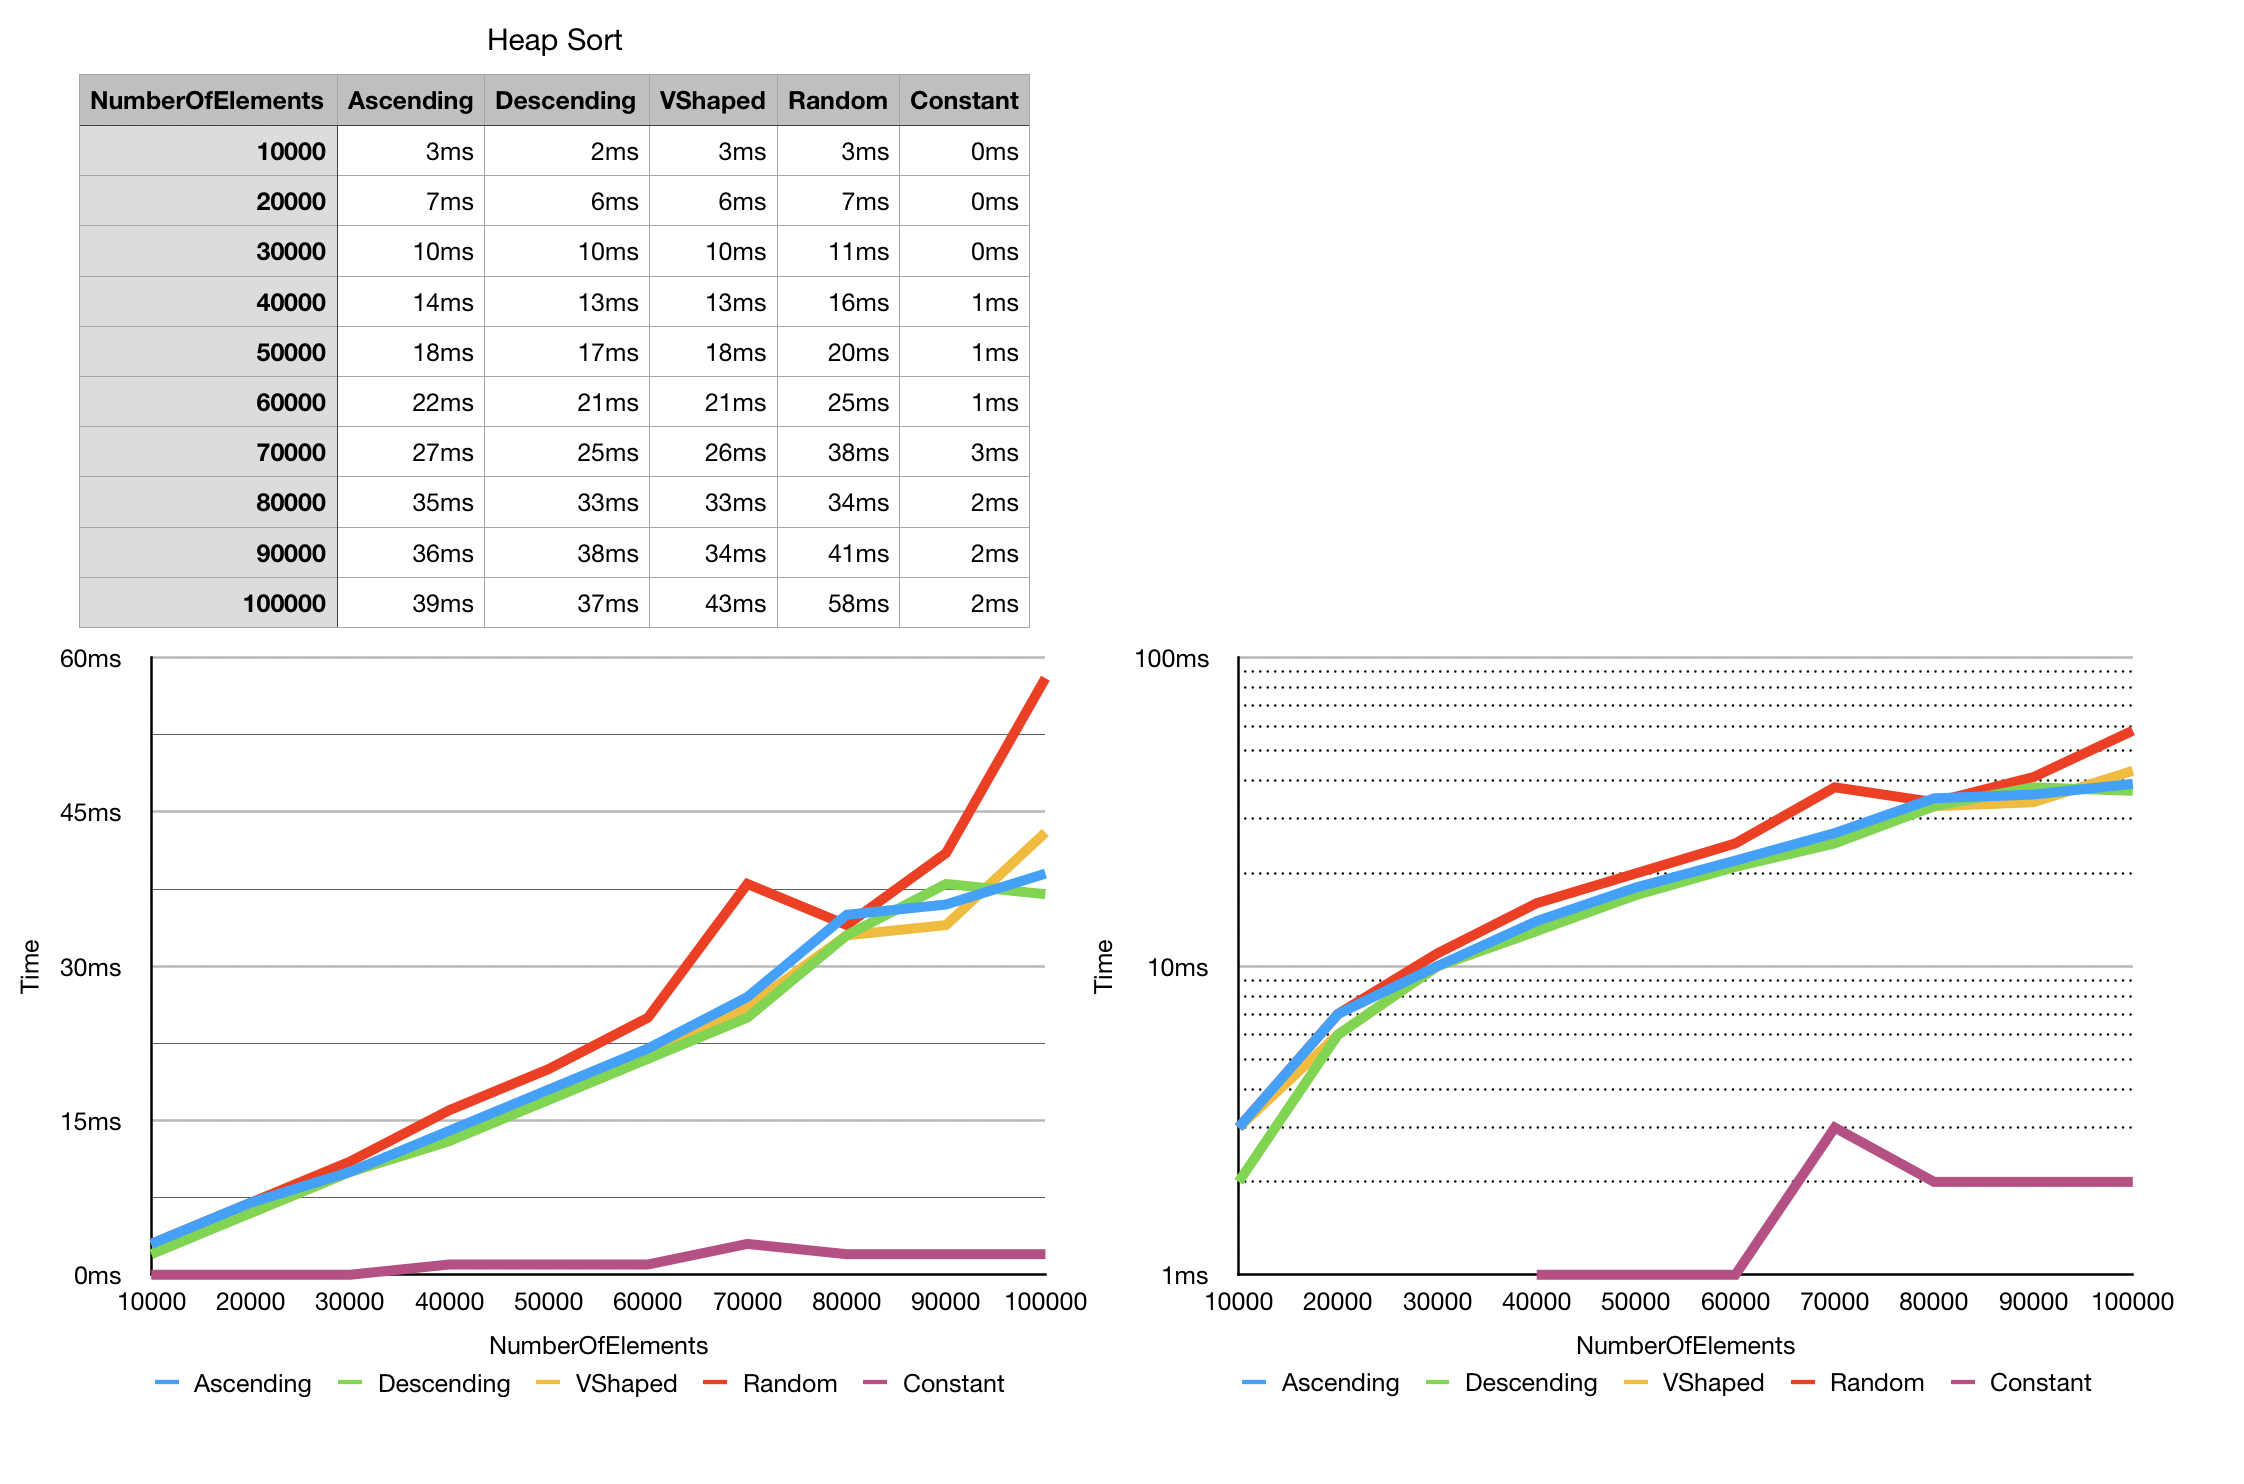 Heap Sort
NumberOfElements Ascending Descending VShaped Random Constant
10000 3ms 2ms 3ms 3ms 0ms
20000 7ms 6ms 6ms 7ms 0ms
30000 10ms 10ms 10ms 11ms 0ms
40000 14ms 13ms 13ms 16ms 1ms
50000 18ms 17ms 18ms 20ms 1ms
60000 22ms 21ms 21ms 25ms 1ms
70000 27ms 25ms 26ms 38ms 3ms
80000 35ms 33ms 33ms 34ms 2ms
90000 36ms 38ms 34ms 41ms 2ms
100000 39ms 37ms 43ms 58ms 2ms
60ms
45ms
30ms
15ms
0ms
Time
10000 20000 30000 40000 50000 60000 70000 80000 90000 100000
NumberOfElements
Ascending Descending VShaped Random Constant
100ms
10ms
1ms
Time
10000 20000 30000 40000 50000 60000 70000 80000 90000 100000
NumberOfElements
Ascending Descending VShaped Random Constant